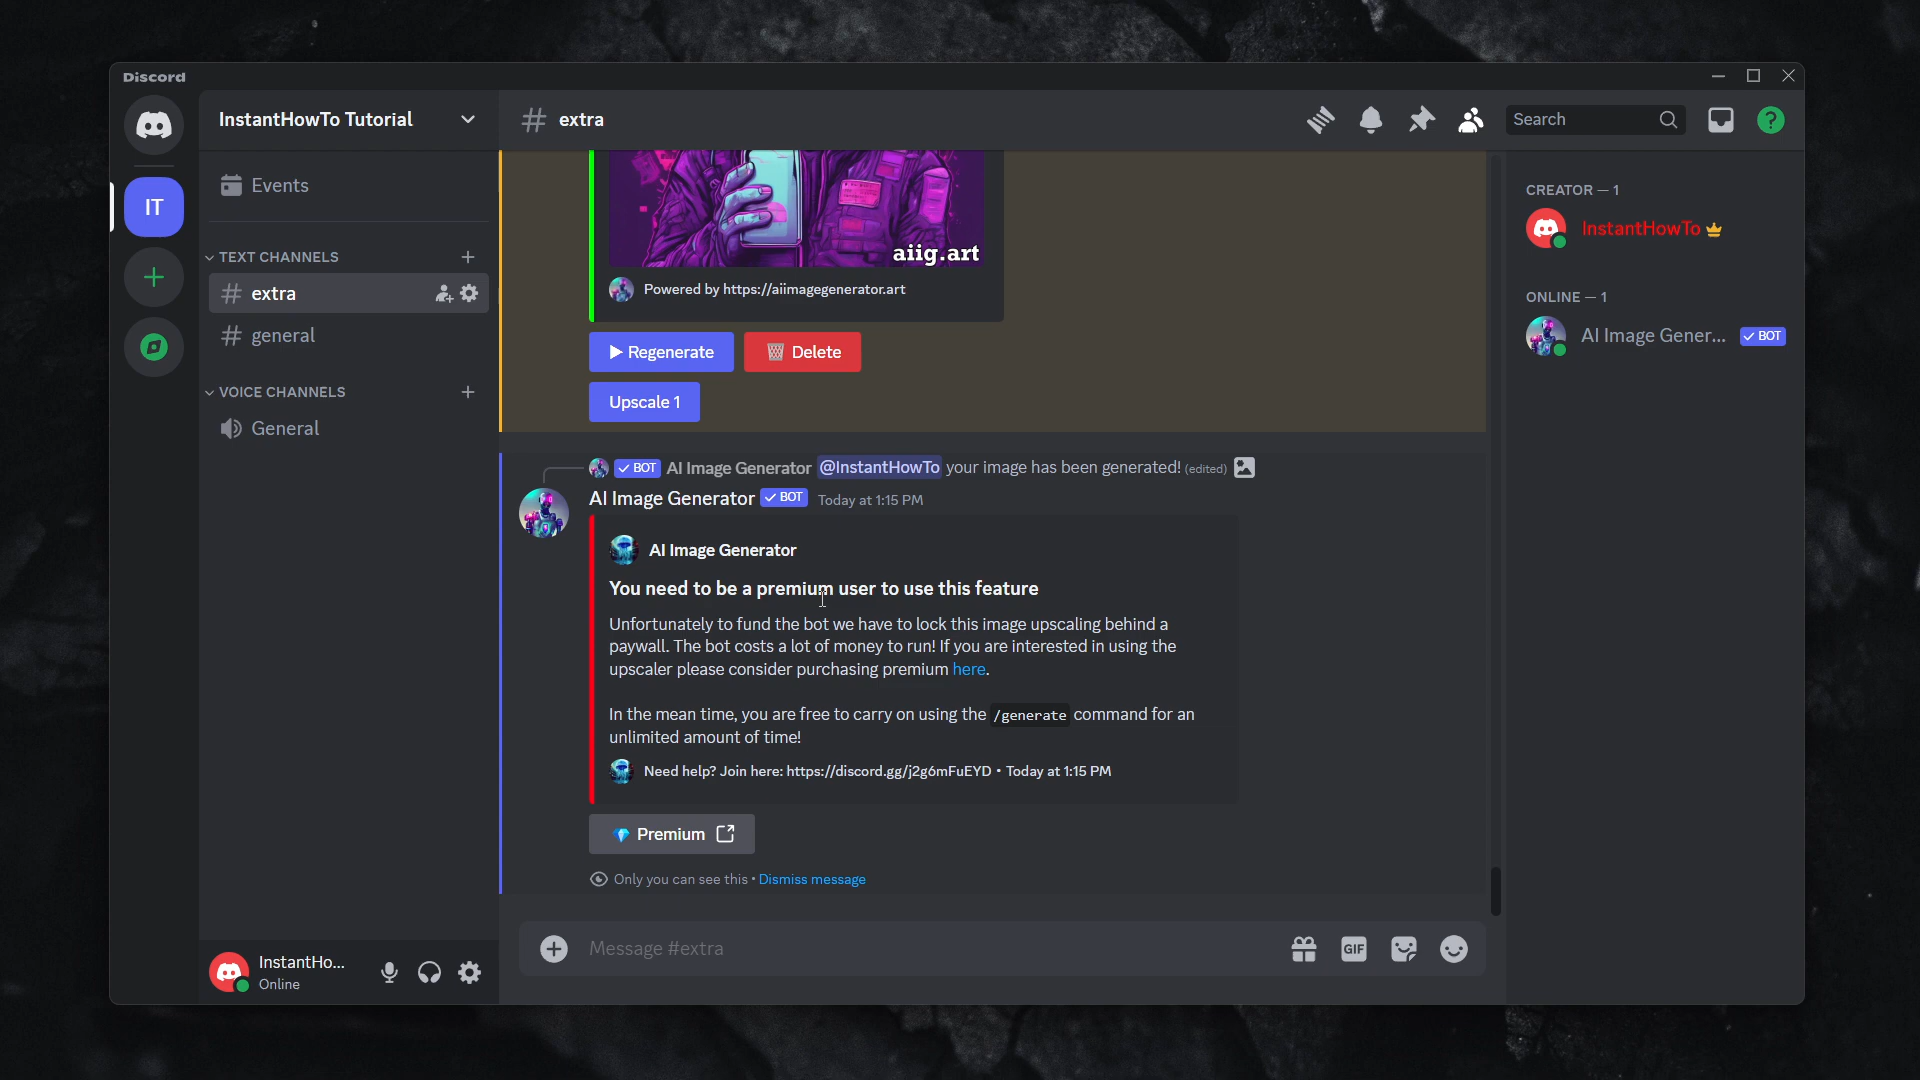 Discord
InstantHowTo Tutorial
# extra
Search
IT
Events
TEXT CHANNELS
# extra
# general
VOICE CHANNELS
General
InstantHo...
Online
aiig.art
Powered by https://aiimagegenerator.art
Regenerate
Delete
Upscale 1
BOT AI Image Generator @InstantHowTo your image has been generated! (edited)
AI Image Generator BOT Today at 1:15 PM
AI Image Generator
You need to be a premium user to use this feature
Unfortunately to fund the bot we have to lock this image upscaling behind a
paywall. The bot costs a lot of money to run! If you are interested in using the
upscaler please consider purchasing premium here.
In the mean time, you are free to carry on using the /generate command for an
unlimited amount of time!
Need help? Join here: https://discord.gg/j2g6mFuEYD • Today at 1:15 PM
Premium
Only you can see this • Dismiss message
Message #extra
GIF
CREATOR — 1
InstantHowTo
ONLINE — 1
AI Image Gener... BOT